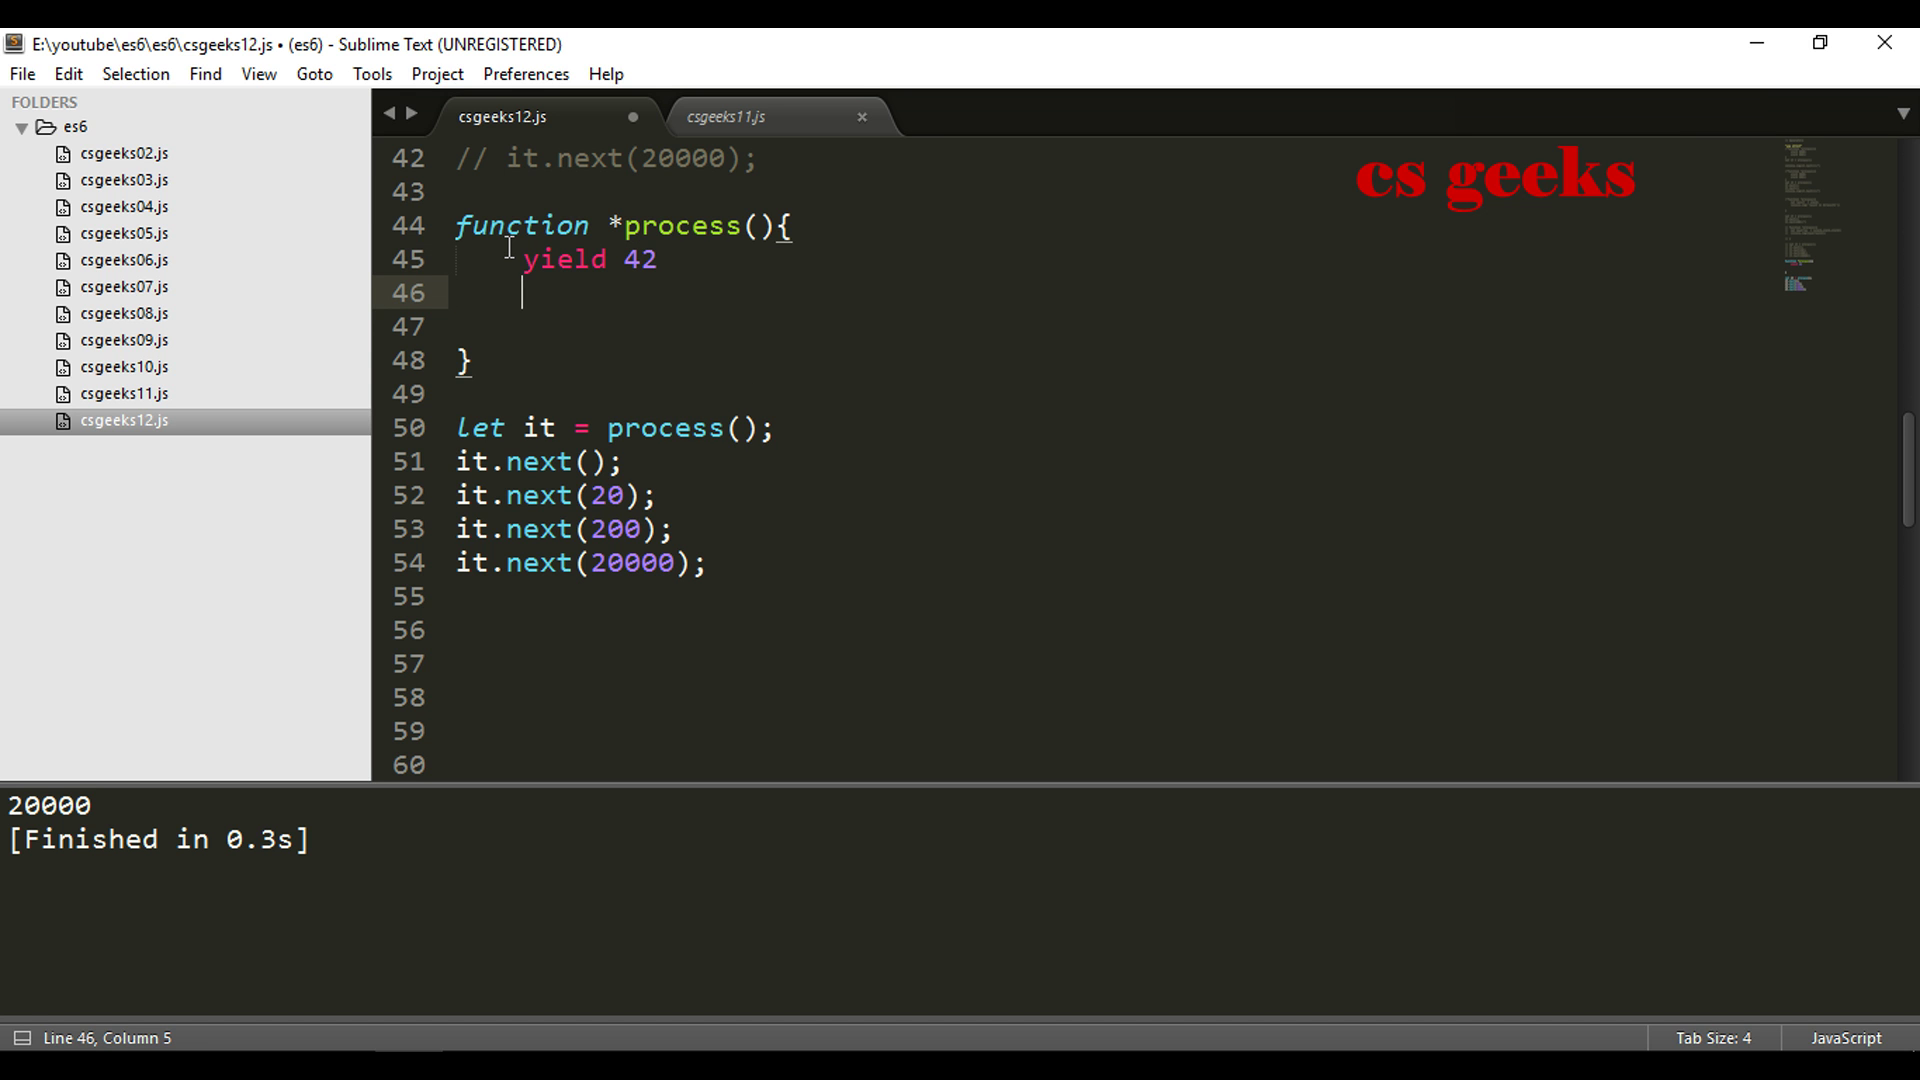 E:\youtube\es6\es6\csgeeks12.js • (es6) - Sublime Text (UNREGISTERED)
File Edit Selection Find View Goto Tools Project Preferences Help
FOLDERS
es6
csgeeks02.js
csgeeks03.js
csgeeks04.js
csgeeks05.js
csgeeks06.js
csgeeks07.js
csgeeks08.js
csgeeks09.js
csgeeks10.js
csgeeks11.js
csgeeks12.js
csgeeks12.js csgeeks11.js
cs geeks
42 // it.next(20000);
43
44 function *process(){
45 yield 42
46
47
48 }
49
50 let it = process();
51 it.next();
52 it.next(20);
53 it.next(200);
54 it.next(20000);
55
56
57
58
59
60
20000
[Finished in 0.3s]
Line 46, Column 5 Tab Size: 4 JavaScript